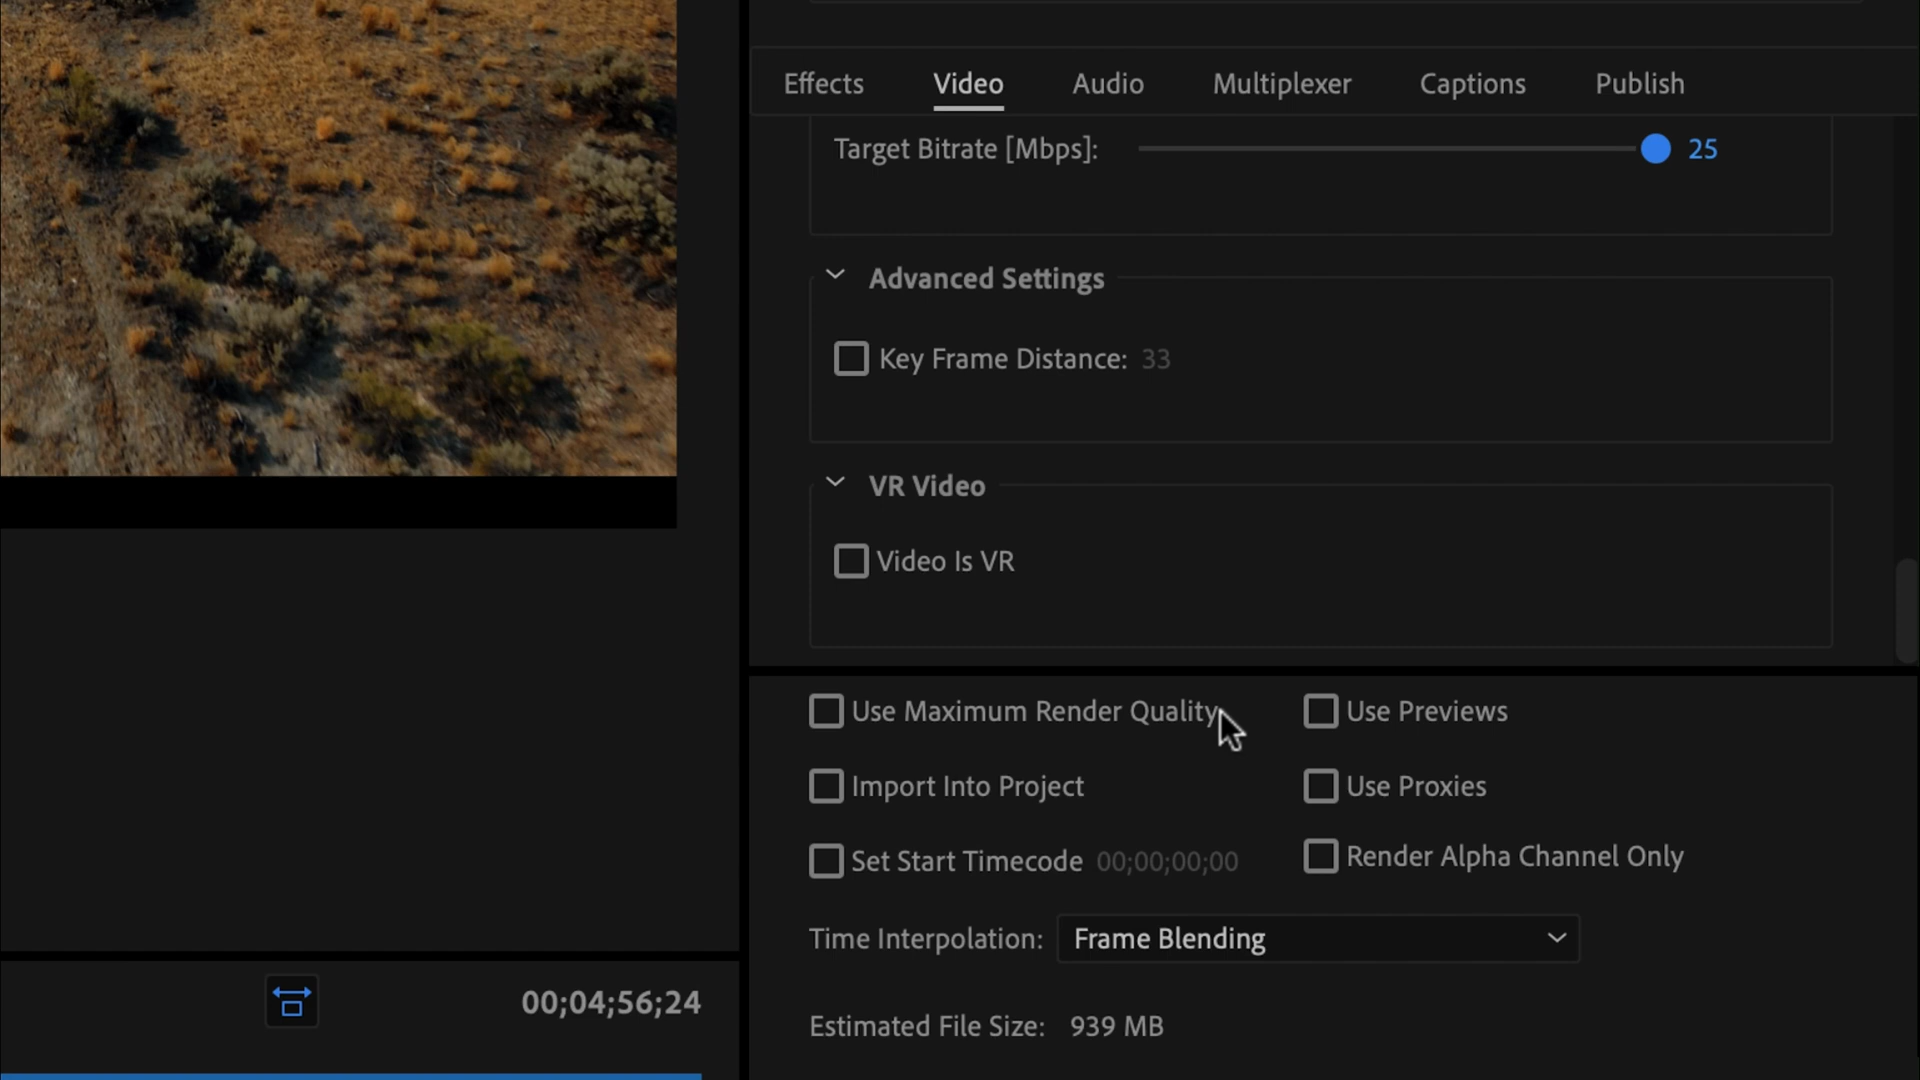 Effects Video Audio Multiplexer Captions Publish
Target Bitrate [Mbps]: 25
Advanced Settings
Key Frame Distance: 33
VR Video
Video Is VR
Use Maximum Render Quality Use Previews
Import Into Project Use Proxies
Set Start Timecode 00;00;00;00 Render Alpha Channel Only
Time Interpolation: Frame Blending
00;04;56;24
Estimated File Size: 939 MB